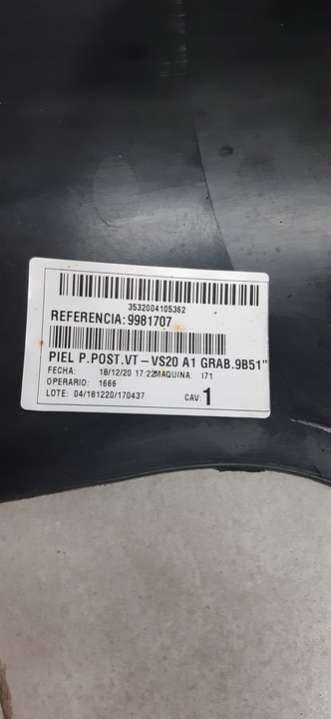 3532004105362
REFERENCIA:9981707
PIEL P.POST.VT-VS20 A1 GRAB.9B51"
FECHA: 18/12/20 17:22MAQUINA: I71
OPERARIO: 1666
LOTE: 04/181220/170437 CAV: 1